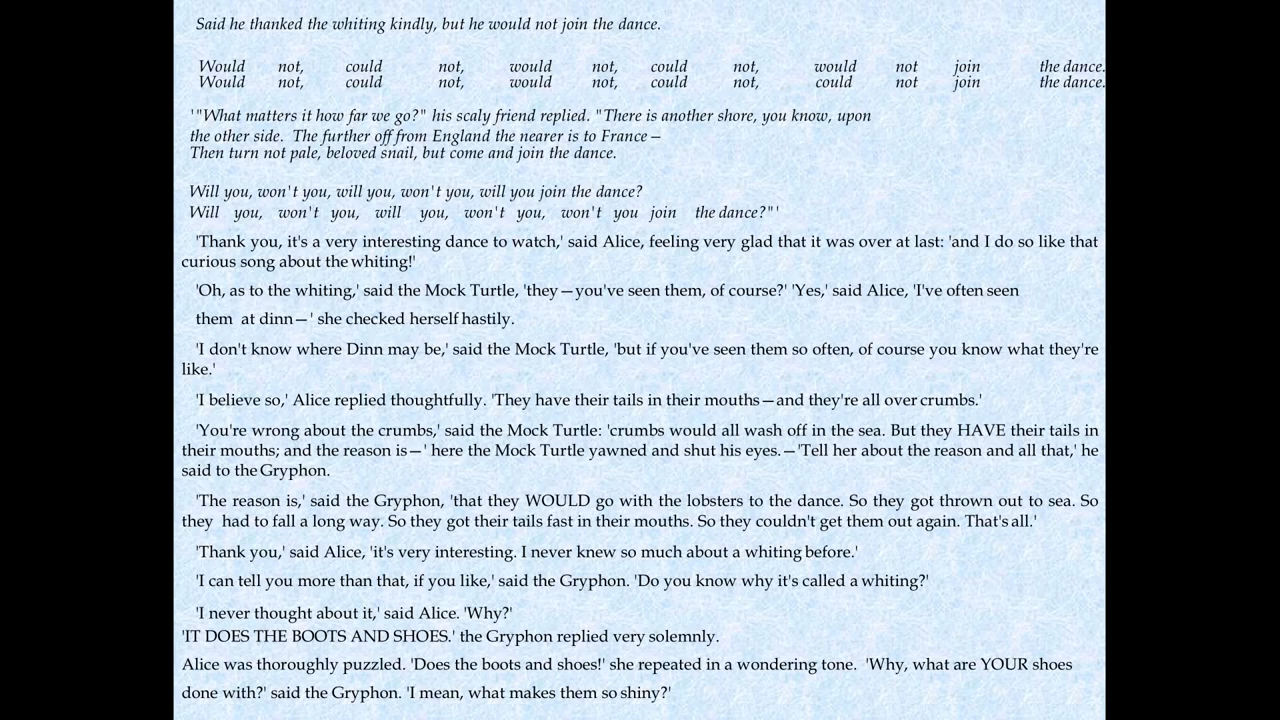 Said he thanked the whiting kindly, but he would not join the dance.
Would not, could not, would not, could not, would not join the dance.
Would not, could not, would not, could not, could not join the dance.
'"What matters it how far we go?" his scaly friend replied. "There is another shore, you know, upon
the other side. The further off from England the nearer is to France—
Then turn not pale, beloved snail, but come and join the dance.
Will you, won't you, will you, won't you, will you join the dance?
Will you, won't you, will you, won't you, won't you join the dance?"'
'Thank you, it's a very interesting dance to watch,' said Alice, feeling very glad that it was over at last: 'and I do so like that
curious song about the whiting!'
'Oh, as to the whiting,' said the Mock Turtle, 'they—you've seen them, of course?' 'Yes,' said Alice, 'I've often seen
them at dinn—' she checked herself hastily.
'I don't know where Dinn may be,' said the Mock Turtle, 'but if you've seen them so often, of course you know what they're
like.'
'I believe so,' Alice replied thoughtfully. 'They have their tails in their mouths—and they're all over crumbs.'
'You're wrong about the crumbs,' said the Mock Turtle: 'crumbs would all wash off in the sea. But they HAVE their tails in
their mouths; and the reason is—' here the Mock Turtle yawned and shut his eyes.—'Tell her about the reason and all that,' he
said to the Gryphon.
'The reason is,' said the Gryphon, 'that they WOULD go with the lobsters to the dance. So they got thrown out to sea. So
they had to fall a long way. So they got their tails fast in their mouths. So they couldn't get them out again. That's all.'
'Thank you,' said Alice, 'it's very interesting. I never knew so much about a whiting before.'
'I can tell you more than that, if you like,' said the Gryphon. 'Do you know why it's called a whiting?'
'I never thought about it,' said Alice. 'Why?'
'IT DOES THE BOOTS AND SHOES.' the Gryphon replied very solemnly.
Alice was thoroughly puzzled. 'Does the boots and shoes!' she repeated in a wondering tone. 'Why, what are YOUR shoes
done with?' said the Gryphon. 'I mean, what makes them so shiny?'